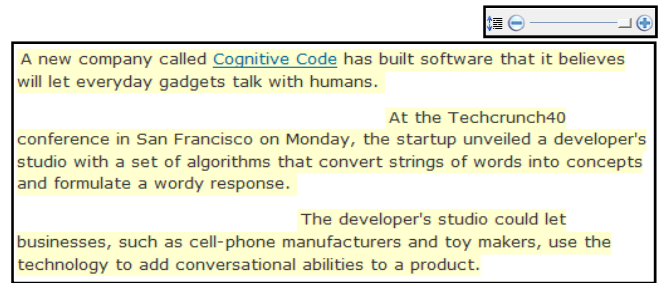 A new company called Cognitive Code has built software that it believes
will let everyday gadgets talk with humans.
At the Techcrunch40
conference in San Francisco on Monday, the startup unveiled a developer's
studio with a set of algorithms that convert strings of words into concepts
and formulate a wordy response.
The developer's studio could let
businesses, such as cell-phone manufacturers and toy makers, use the
technology to add conversational abilities to a product.